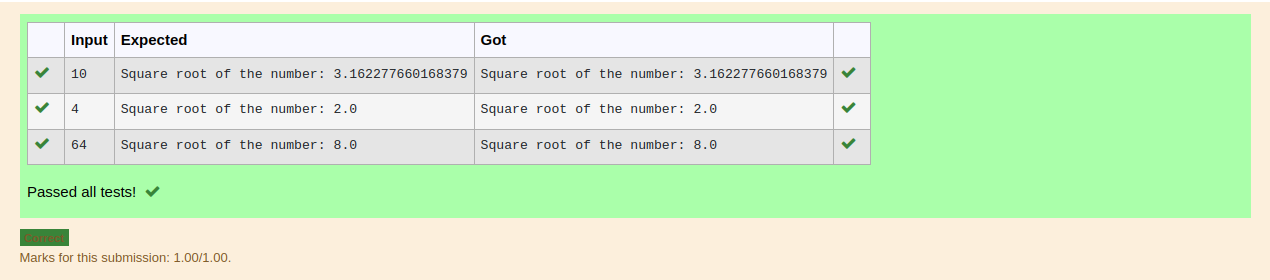 Input Expected Got
10 Square root of the number: 3.162277660168379 Square root of the number: 3.162277660168379
4 Square root of the number: 2.0 Square root of the number: 2.0
64 Square root of the number: 8.0 Square root of the number: 8.0
Passed all tests!
Correct
Marks for this submission: 1.00/1.00.